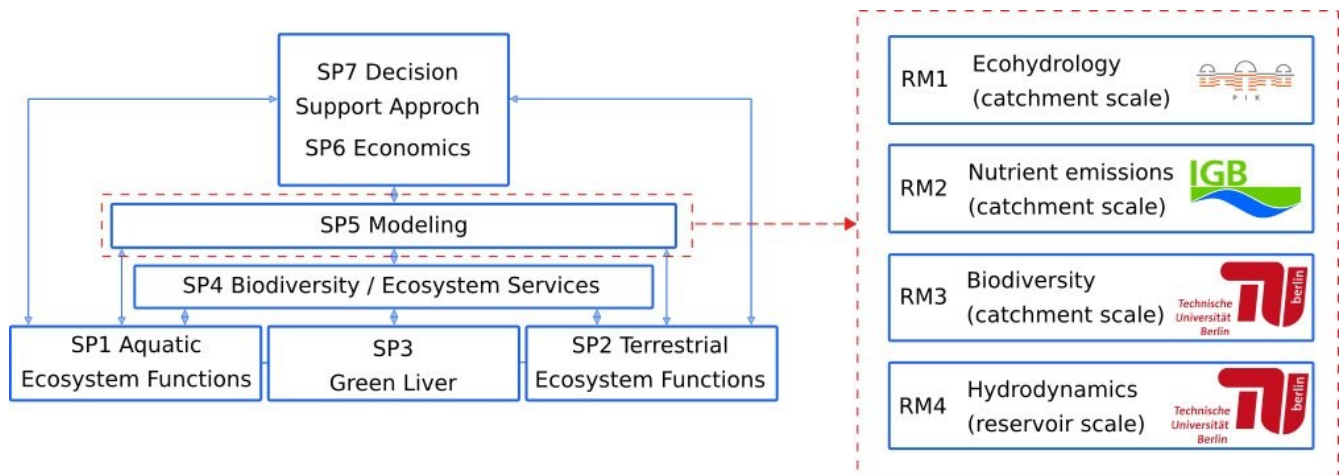 SP7 Decision
Support Approch
SP6 Economics
SP5 Modeling
SP4 Biodiversity / Ecosystem Services
SP1 Aquatic
Ecosystem Functions
SP3
Green Liver
SP2 Terrestrial
Ecosystem Functions
RM1
Ecohydrology
(catchment scale)
P I K
RM2
Nutrient emissions
(catchment scale)
IGB
RM3
Biodiversity
(catchment scale)
Technische
Universität
Berlin
berlin
RM4
Hydrodynamics
(reservoir scale)
Technische
Universität
Berlin
berlin